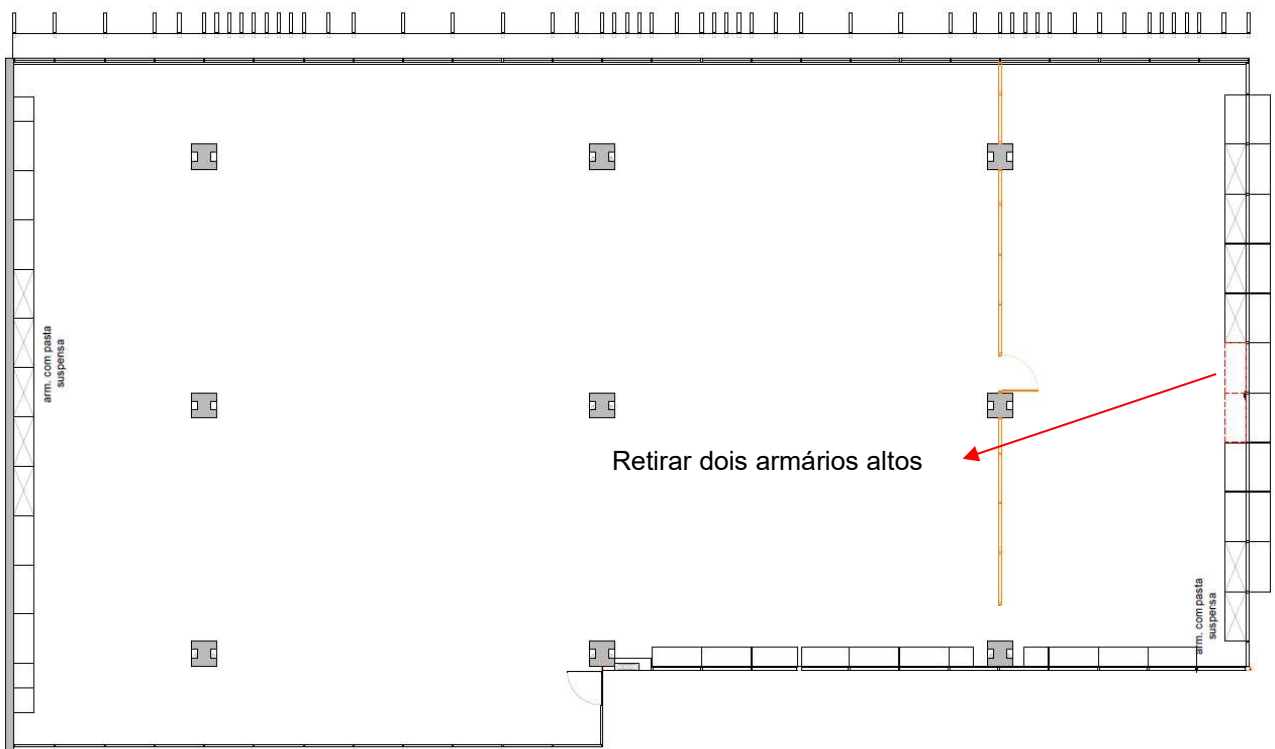 arm. com pasta
suspensa
Retirar dois armários altos
arm. com pasta
suspensa